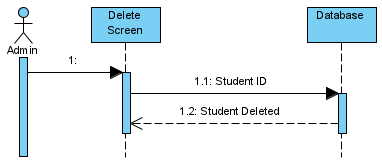 Delete
Screen
Database
Admin
1:
1.1: Student ID
1.2: Student Deleted